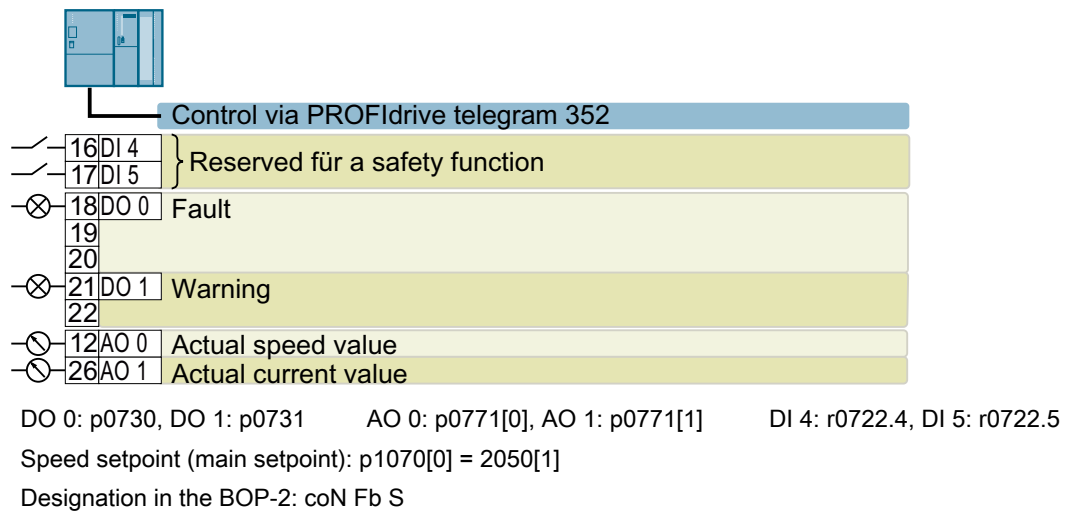 Control via PROFIdrive telegram 352
16 DI 4
17 DI 5
Reserved für a safety function
18 DO 0 Fault
19
20
21 DO 1 Warning
22
12 AO 0 Actual speed value
26 AO 1 Actual current value
DO 0: p0730, DO 1: p0731 AO 0: p0771[0], AO 1: p0771[1] DI 4: r0722.4, DI 5: r0722.5
Speed setpoint (main setpoint): p1070[0] = 2050[1]
Designation in the BOP-2: coN Fb S